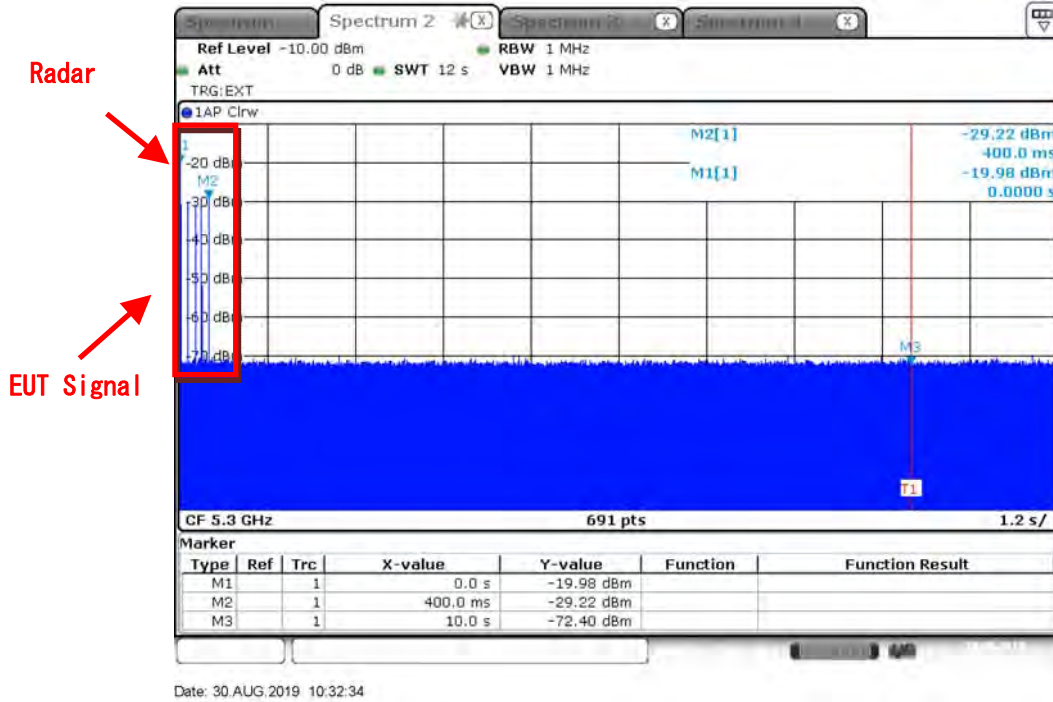 Spectrum 2
Ref Level -10.00 dBm RBW 1 MHz
Att 0 dB SWT 12 s VBW 1 MHz
TRG:EXT
1AP Clrw
Radar
EUT Signal
M2[1] -29.22 dBm
400.0 ms
M1[1] -19.98 dBm
0.0000 s
1
-20 dBm
M2
-30 dBm
-40 dBm
-50 dBm
-60 dBm
-70 dBm
M3
T1
CF 5.3 GHz 691 pts 1.2 s/
Marker
Type Ref Trc X-value Y-value Function Function Result
M1 1 0.0 s -19.98 dBm
M2 1 400.0 ms -29.22 dBm
M3 1 10.0 s -72.40 dBm
Date: 30.AUG.2019 10:32:34